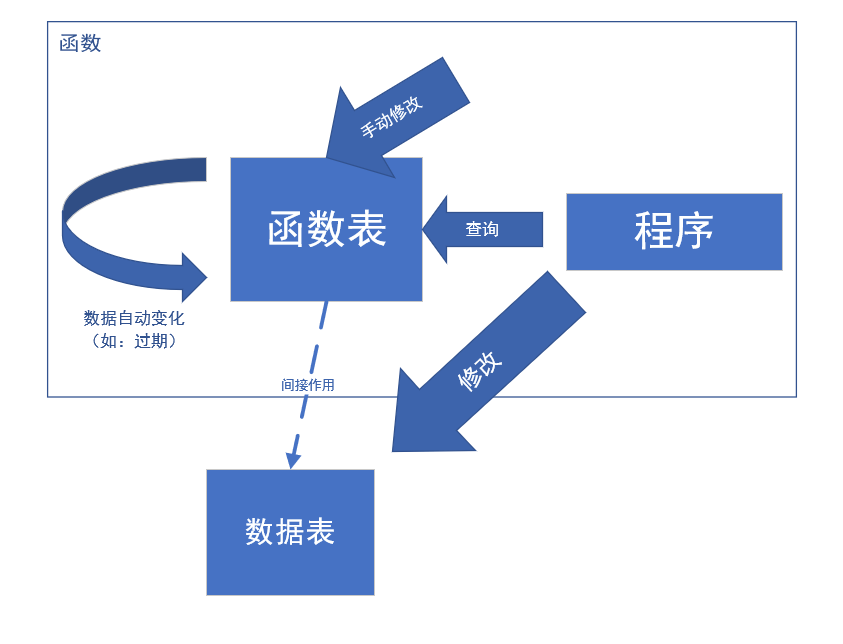 函数
手动修改
函数表
查询
程序
数据自动变化
（如：过期）
修改
间接作用
数据表